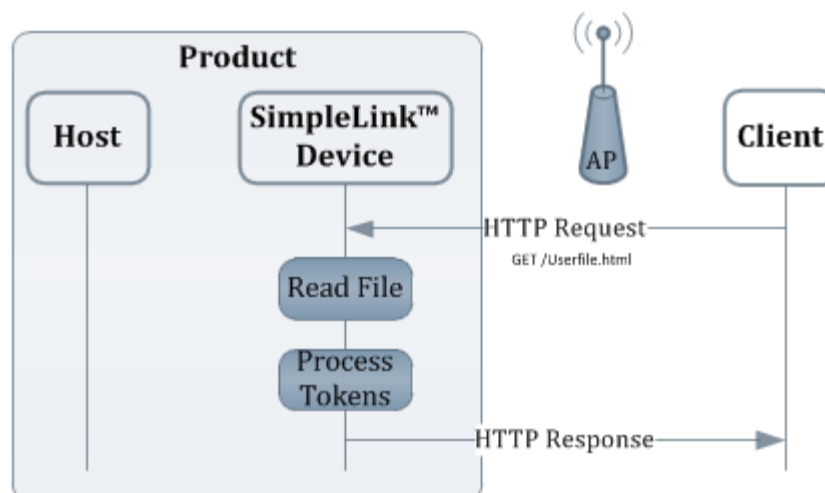 Product
Host
SimpleLink™
Device
AP
Client
HTTP Request
GET /Userfile.html
Read File
Process
Tokens
HTTP Response